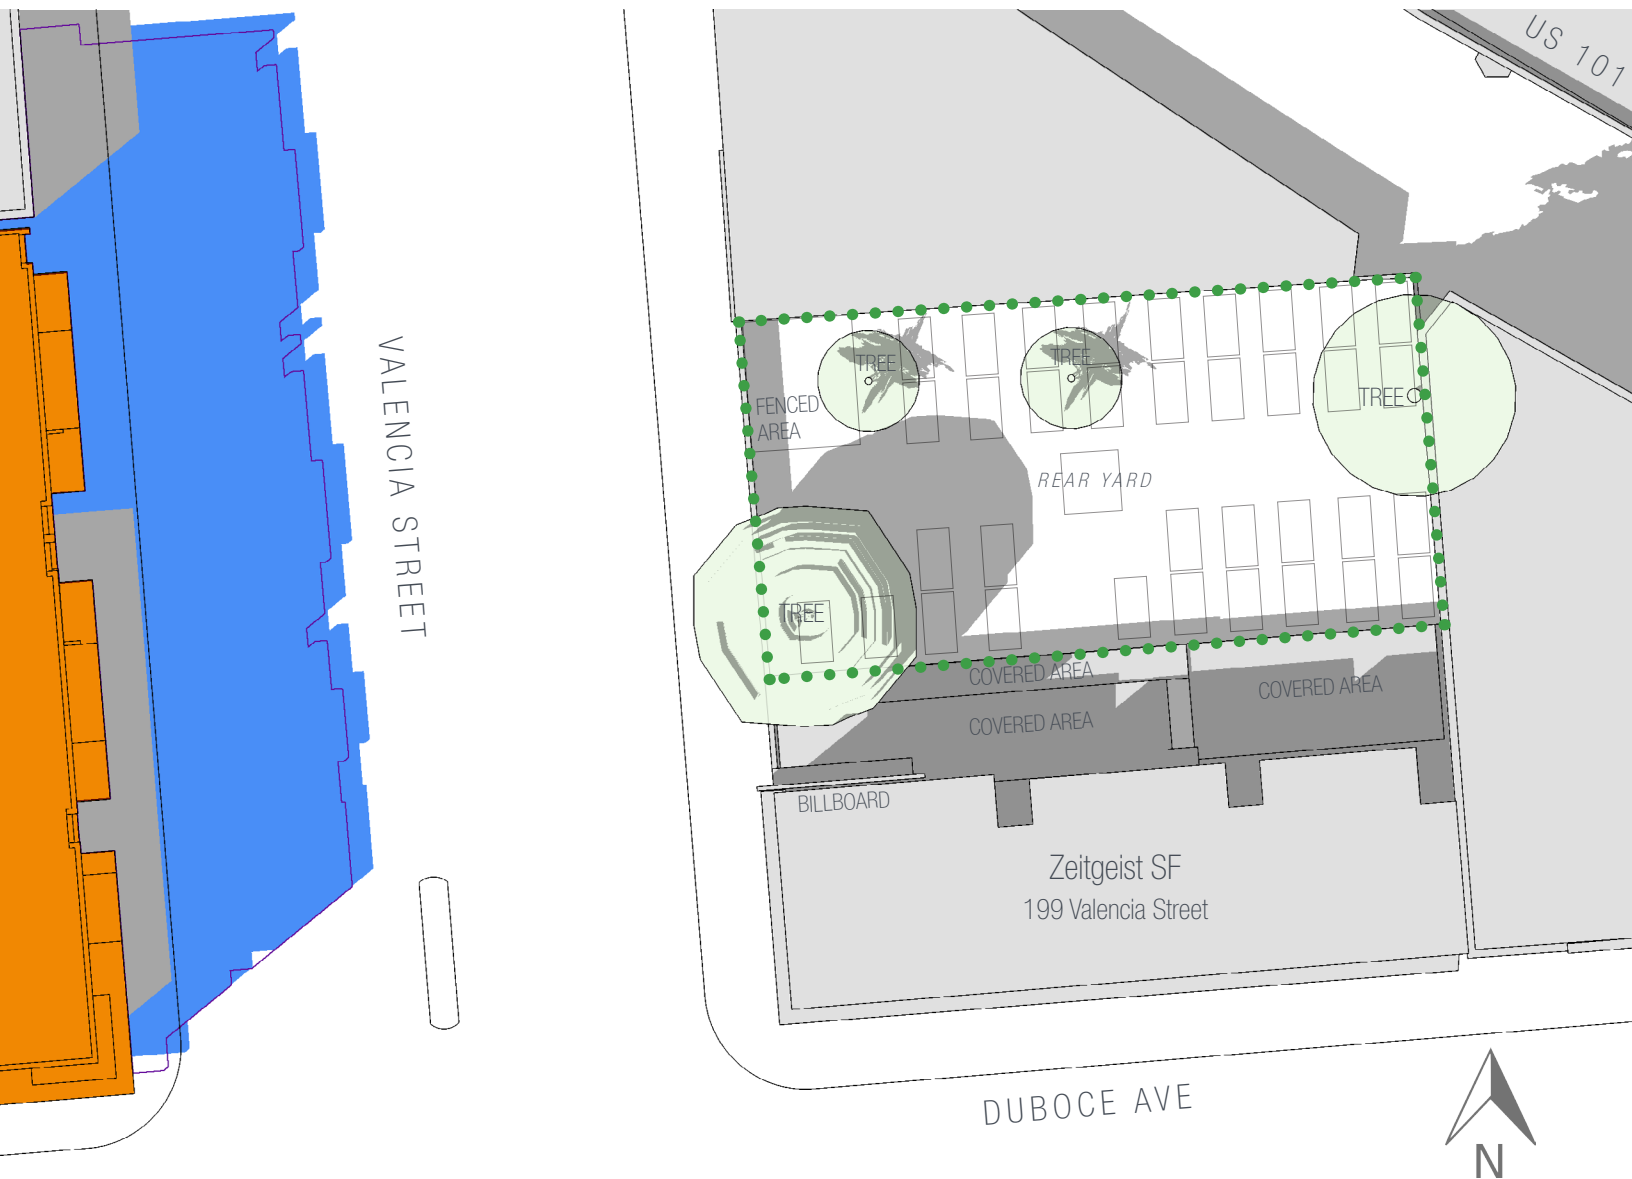 US 101
VALENCIA STREET
TREE
TREE
TREE
FENCED
AREA
REAR YARD
TREE
COVERED AREA
COVERED AREA
COVERED AREA
BILLBOARD
Zeitgeist SF
199 Valencia Street
DUBOCE AVE
N